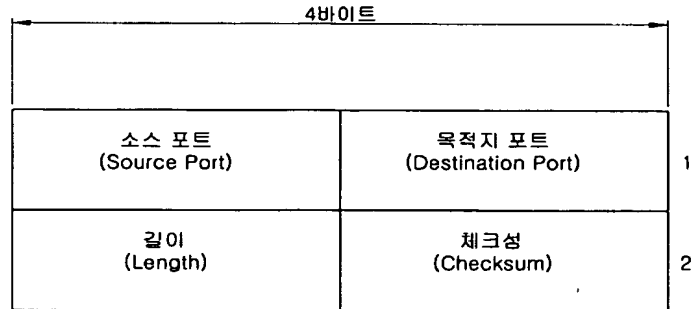 4바이트
소스 포트
(Source Port)
목적지 포트
(Destination Port)
1
길이
(Length)
체크성
(Checksum)
2